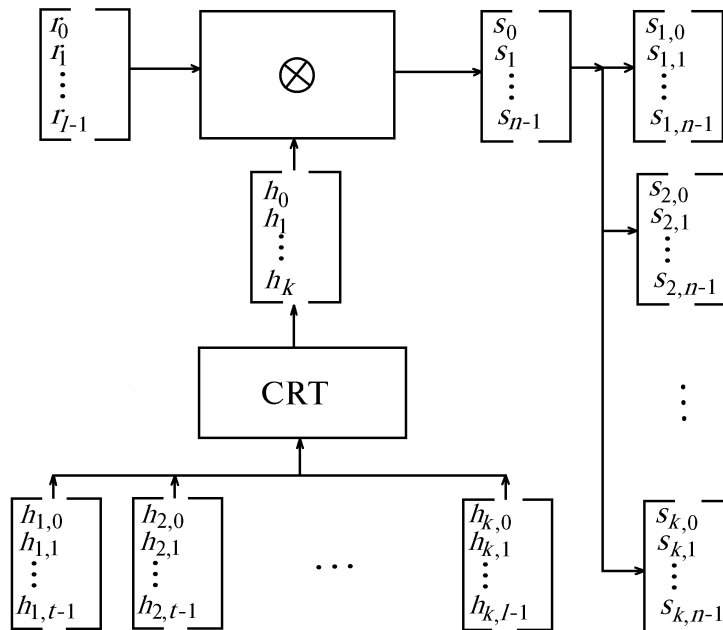 r0
r1
⋮
rl-1
⊗
s0
s1
⋮
sn-1
s1,0
s1,1
⋮
s1,n-1
h0
h1
⋮
hk
s2,0
s2,1
⋮
s2,n-1
CRT
⋮
h1,0
h1,1
⋮
h1,t-1
h2,0
h2,1
⋮
h2,t-1
...
hk,0
hk,1
⋮
hk,l-1
sk,0
sk,1
⋮
sk,n-1